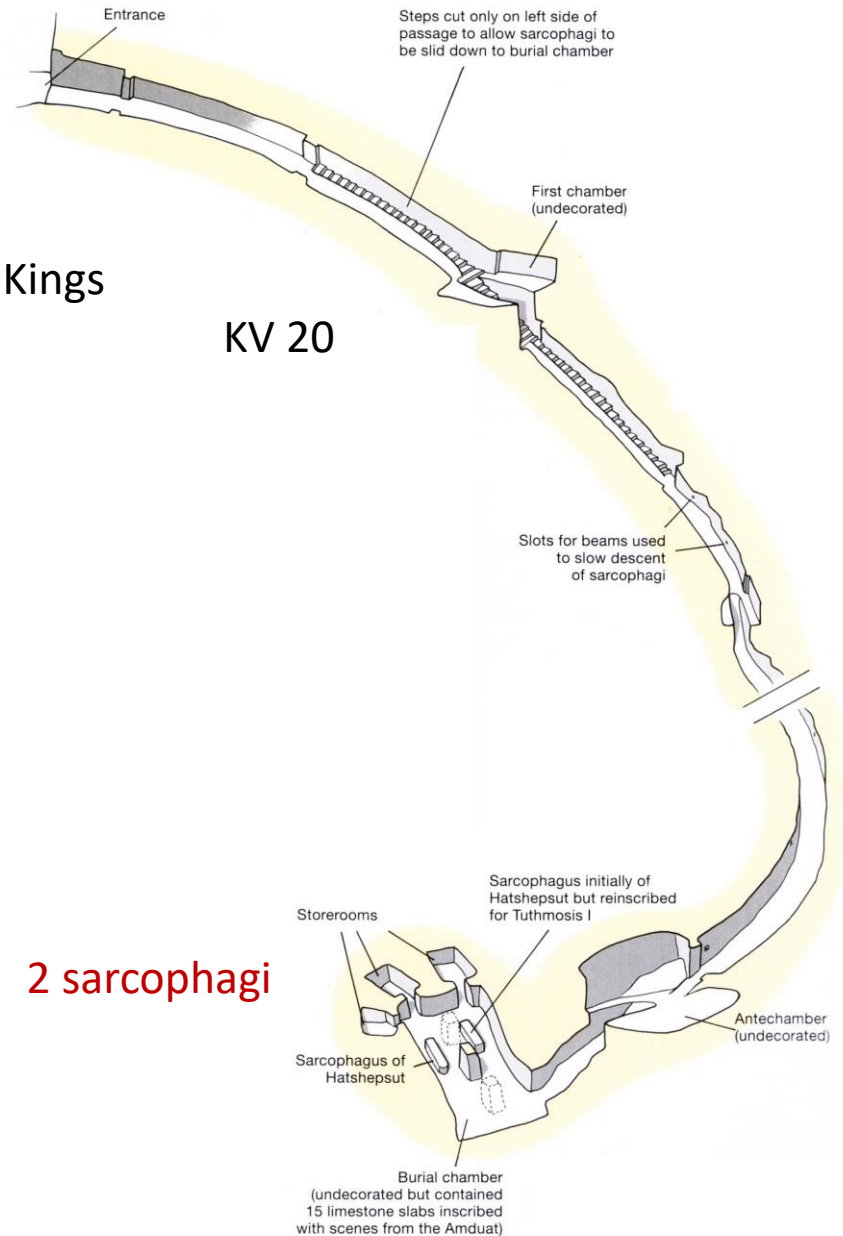 Entrance
Steps cut only on left side of
passage to allow sarcophagi to
be slid down to burial chamber
First chamber
(undecorated)
Kings
KV 20
Slots for beams used
to slow descent
of sarcophagi
Sarcophagus initially of
Hatshepsut but reinscribed
for Tuthmosis I
Storerooms
2 sarcophagi
Antechamber
(undecorated)
Sarcophagus of
Hatshepsut
Burial chamber
(undecorated but contained
15 limestone slabs inscribed
with scenes from the Amduat)